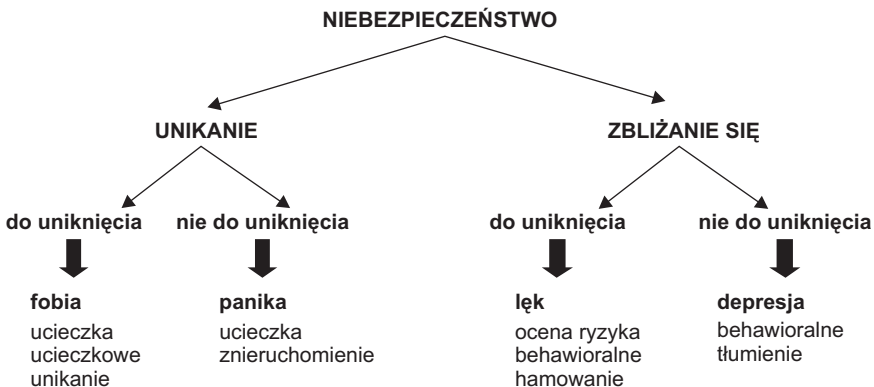 NIEBEZPIECZEŃSTWO
UNIKANIE
ZBLIŻANIE SIĘ
do uniknięcia
nie do uniknięcia
do uniknięcia
nie do uniknięcia
fobia
ucieczka
ucieczkowe
unikanie
panika
ucieczka
znieruchomienie
lęk
ocena ryzyka
behawioralne
hamowanie
depresja
behawioralne
tłumienie